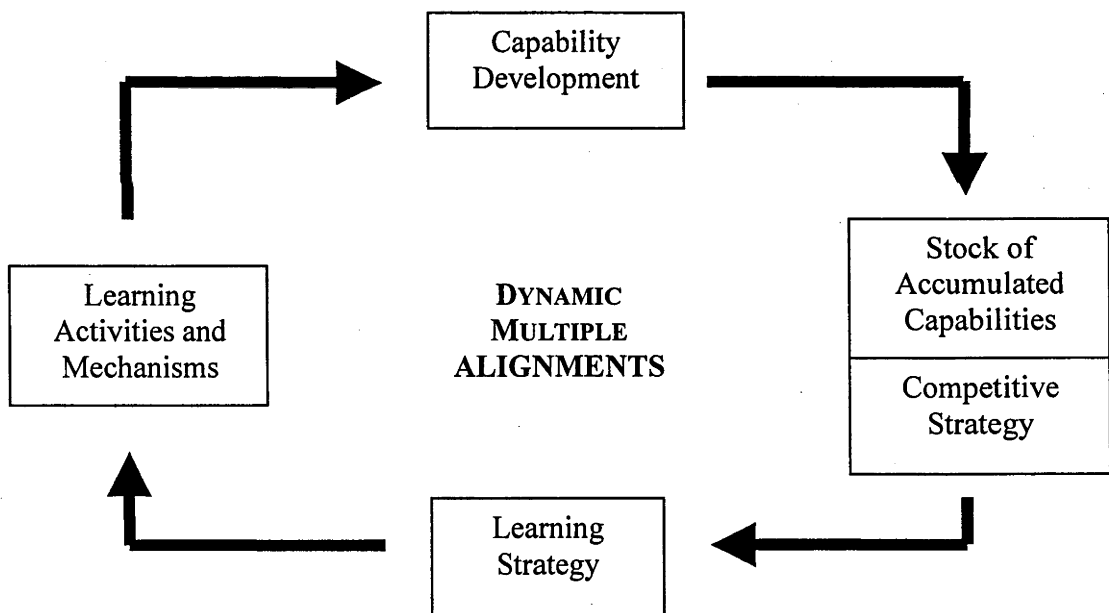 Capability
Development
Stock of
Accumulated
Capabilities
Competitive
Strategy
Learning
Activities and
Mechanisms
DYNAMIC
MULTIPLE
ALIGNMENTS
Learning
Strategy